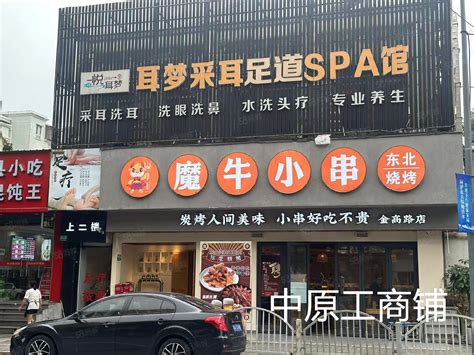 悦耳梦
耳梦采耳足道SPA馆
采耳洗耳 洗眼洗鼻 水洗头疗 专业养生
小吃
馄饨王
足疗
上二楼
魔牛小串
东北
烧烤
炭烤人间美味 小串好吃不贵 金高路店
中原工商铺